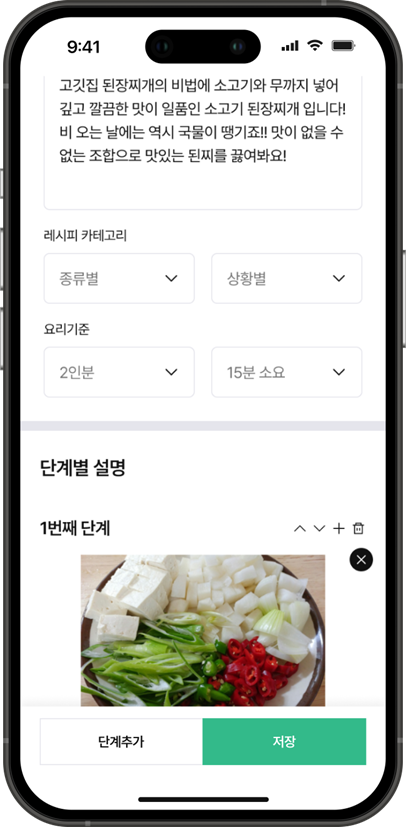 9:41
고깃집 된장찌개의 비법에 소고기와 무까지 넣어
깊고 깔끔한 맛이 일품인 소고기 된장찌개 입니다!
비 오는 날에는 역시 국물이 땡기죠!! 맛이 없을 수
없는 조합으로 맛있는 된찌를 끓여봐요!
레시피 카테고리
종류별
상황별
요리기준
2인분
15분 소요
단계별 설명
1번째 단계
단계추가
저장